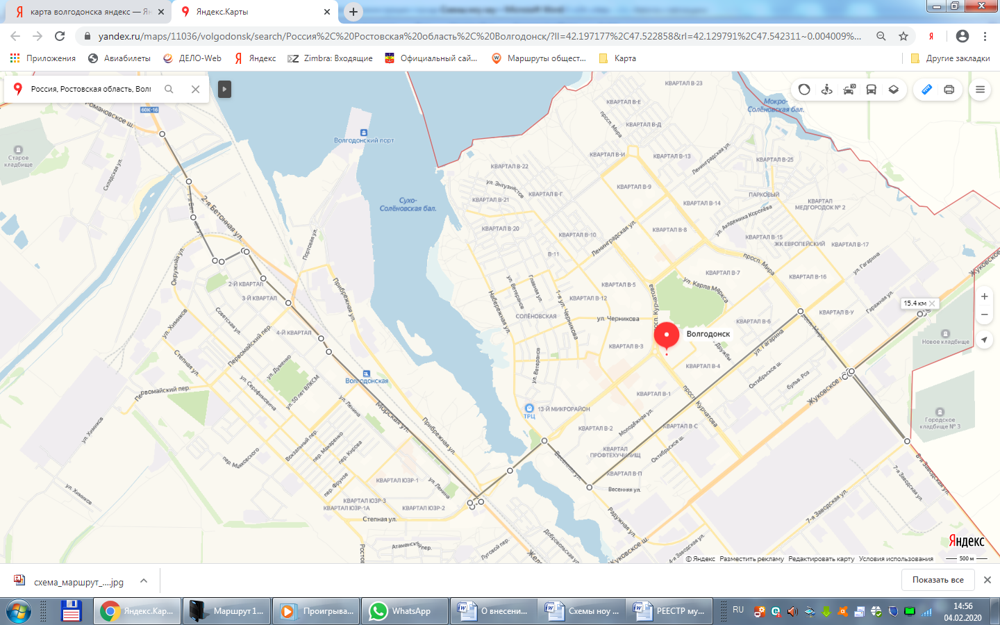 карта волгодонска яндекс — Ян
Яндекс.Карты
yandex.ru/maps/11036/volgodonsk/search/Россия%2C%20Ростовская%20область%2C%20Волгодонск/?ll=42.197177%2C47.522858&rl=42.129791%2C47.542311~0.004009%...
Приложения
Авиабилеты
ДЕЛО-Web
Яндекс
Zimbra: Входящие
Официальный сай...
Маршруты общест...
Карта
Другие закладки
Россия, Ростовская область, Волг
Романовское ш.
60К-16
КВАРТАЛ В-23
Мокро-
Солёновская бал.
КВАРТАЛ В-Е
просп. Мира
КВАРТАЛ В-Д
Волгодонский порт
Старое
кладбище
Складская ул.
КВАРТАЛ В-И
КВАРТАЛ В-13
Ленинградская ул.
КВАРТАЛ В-25
КВАРТАЛ В-22
ул. Энтузиастов
КВАРТАЛ В-Г
КВАРТАЛ В-9
КВАРТАЛ В-21
ПАРКОВЫЙ
КВАРТАЛ
МЕДГОРОДОК № 2
КВАРТАЛ В-14
Сухо-
Солёновская бал.
2-я Бетонная ул.
ул. Академика Королёва
КВАРТАЛ В-20
КВАРТАЛ В-10
Ленинградская ул.
КВАРТАЛ В-8
КВАРТАЛ В-15
ЖК ЕВРОПЕЙСКИЙ
КВАРТАЛ В-17
Портовая ул.
Окружная ул.
В-11
просп. Мира
ул. Гагарина
Жуковское
КВАРТАЛ В-7
КВАРТАЛ В-16
2-Й КВАРТАЛ
3-Й КВАРТАЛ
Прибрежная ул.
Набережная ул.
ул. Ветеранов
Главная ул.
1-я ул. Черникова
КВАРТАЛ В-5
КВАРТАЛ В-12
просп. Курчатова
ул. Карла Маркса
Гаражная ул.
15.4 км
КВАРТАЛ В-У
Советская ул.
ул. Химиков
4-Й КВАРТАЛ
СОЛЁНОВСКАЯ
ул. Черникова
КВАРТАЛ В-6
Волгодонск
Новое кладбище
Первомайский пер.
Степная ул.
ул. Думенко
КВАРТАЛ В-3
Дружбы
ул. Гагарина
КВАРТАЛ В-4
Октябрьское ш.
бульв. Роа
ул. Ветеранов
Волгодонская
Первомайский пер.
ул. Серафимовича
ул. 50 лет ВЛКСМ
ул. Ленина
Морская ул.
Прибрежная ул.
ТРЦ
13-Й МИКРОРАЙОН
КВАРТАЛ В-1
просп. Курчатова
Жуковское
Городское
кладбище № 3
ул. Химиков
КВАРТАЛ В-2
Молодёжная ул.
КВАРТАЛ В-С
Вокзальный пер.
пер. Макаренко
пер. Кирова
пер. Маяковского
КВАРТАЛ
ПРОФТЕХУЧИЛИЩ
Октябрьское ш.
Весенняя ул.
8-я Заводская ул.
7-я Заводская ул.
КВАРТАЛ В-П
Весенняя ул.
КВАРТАЛ ЮЗР-1
ул. Ленина
пер. Фрунзе
ул. Химиков
КВАРТАЛ ЮЗР-3
КВАРТАЛ ЮЗР-1А
КВАРТАЛ ЮЗР-2
Степная ул.
Радужная ул.
7-я Заводская ул.
Жуковское ш.
4-я Заводская ул.
Добровольская ул.
Луговой пер.
Атаманский пер.
Ростов
Желе
Яндекс
© Яндекс Разместить рекламу Редактировать карту Условия использования
500 м
схема_маршрут_....jpg
Показать все
Яндекс.Кар...
Маршрут 1...
Проигрыва...
WhatsApp
О внесени...
Схемы ноу ...
РЕЕСТР му...
RU
14:56
04.02.2020